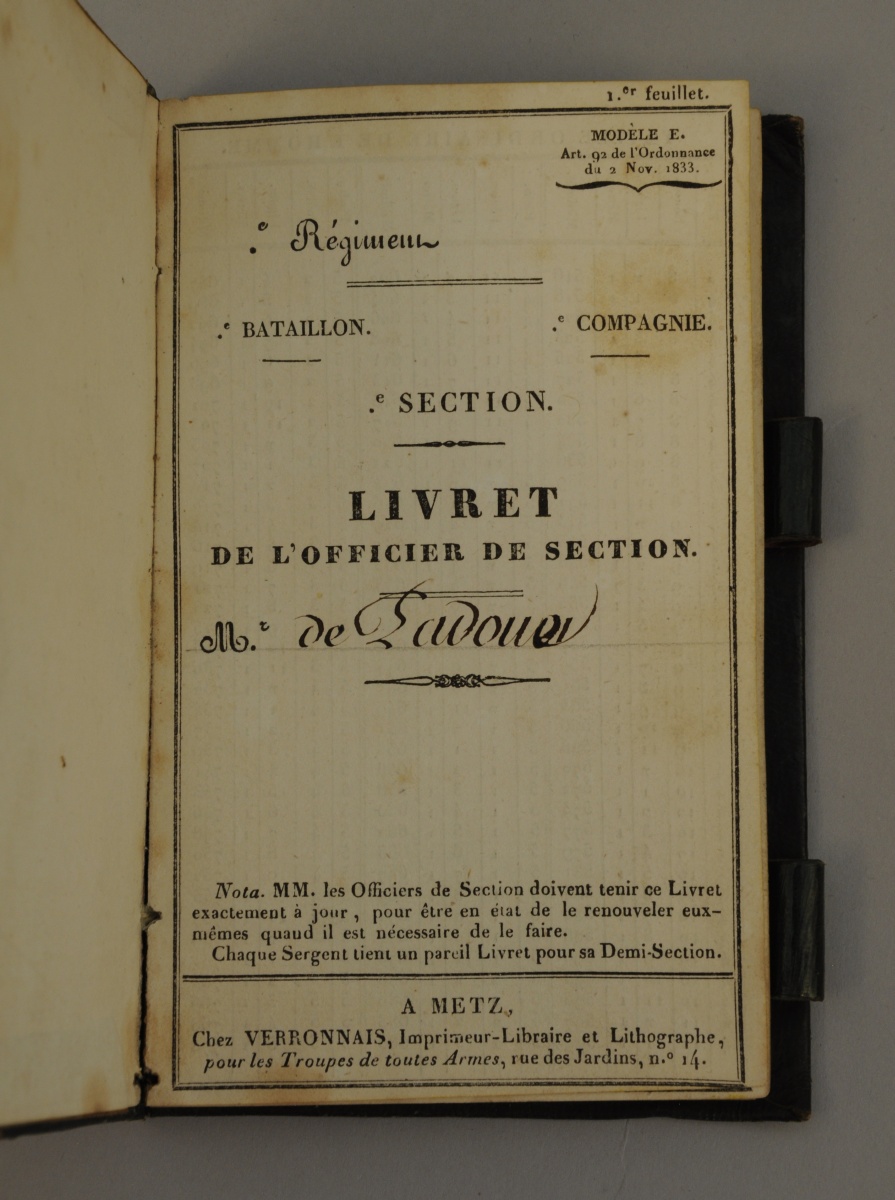 1.er feuillet.
MODÈLE E.
Art. 92 de l'Ordonnance
du 2 Nov. 1833.
.e Régiment
.e BATAILLON. .e COMPAGNIE.
.e SECTION.
LIVRET
DE L'OFFICIER DE SECTION.
M.r de
Nota. MM. les Officiers de Section doivent tenir ce Livret
exactement à jour, pour être en état de le renouveler eux-
mêmes quand il est nécessaire de le faire.
Chaque Sergent tient un pareil Livret pour sa Demi-Section.
A METZ,
Chez VERRONNAIS, Imprimeur-Libraire et Lithographe,
pour les Troupes de toutes Armes, rue des Jardins, n.o 14.